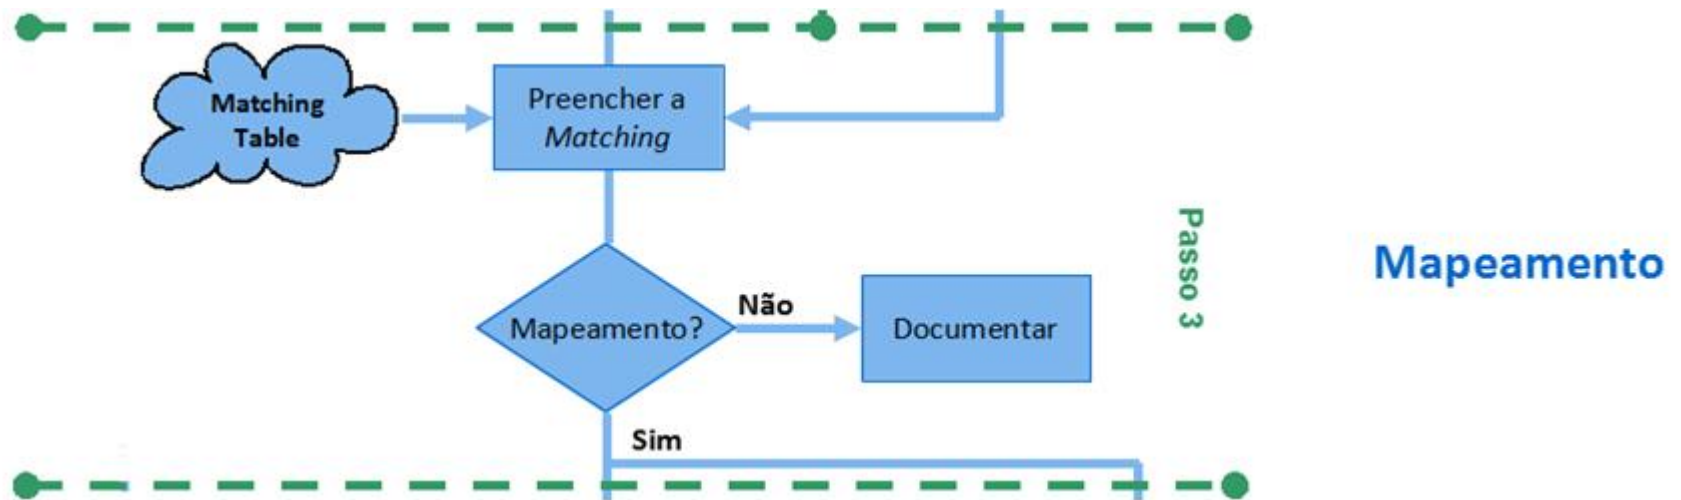 Matching
Table
Preencher a
Matching
Mapeamento?
Não
Documentar
Sim
Passo 3
Mapeamento